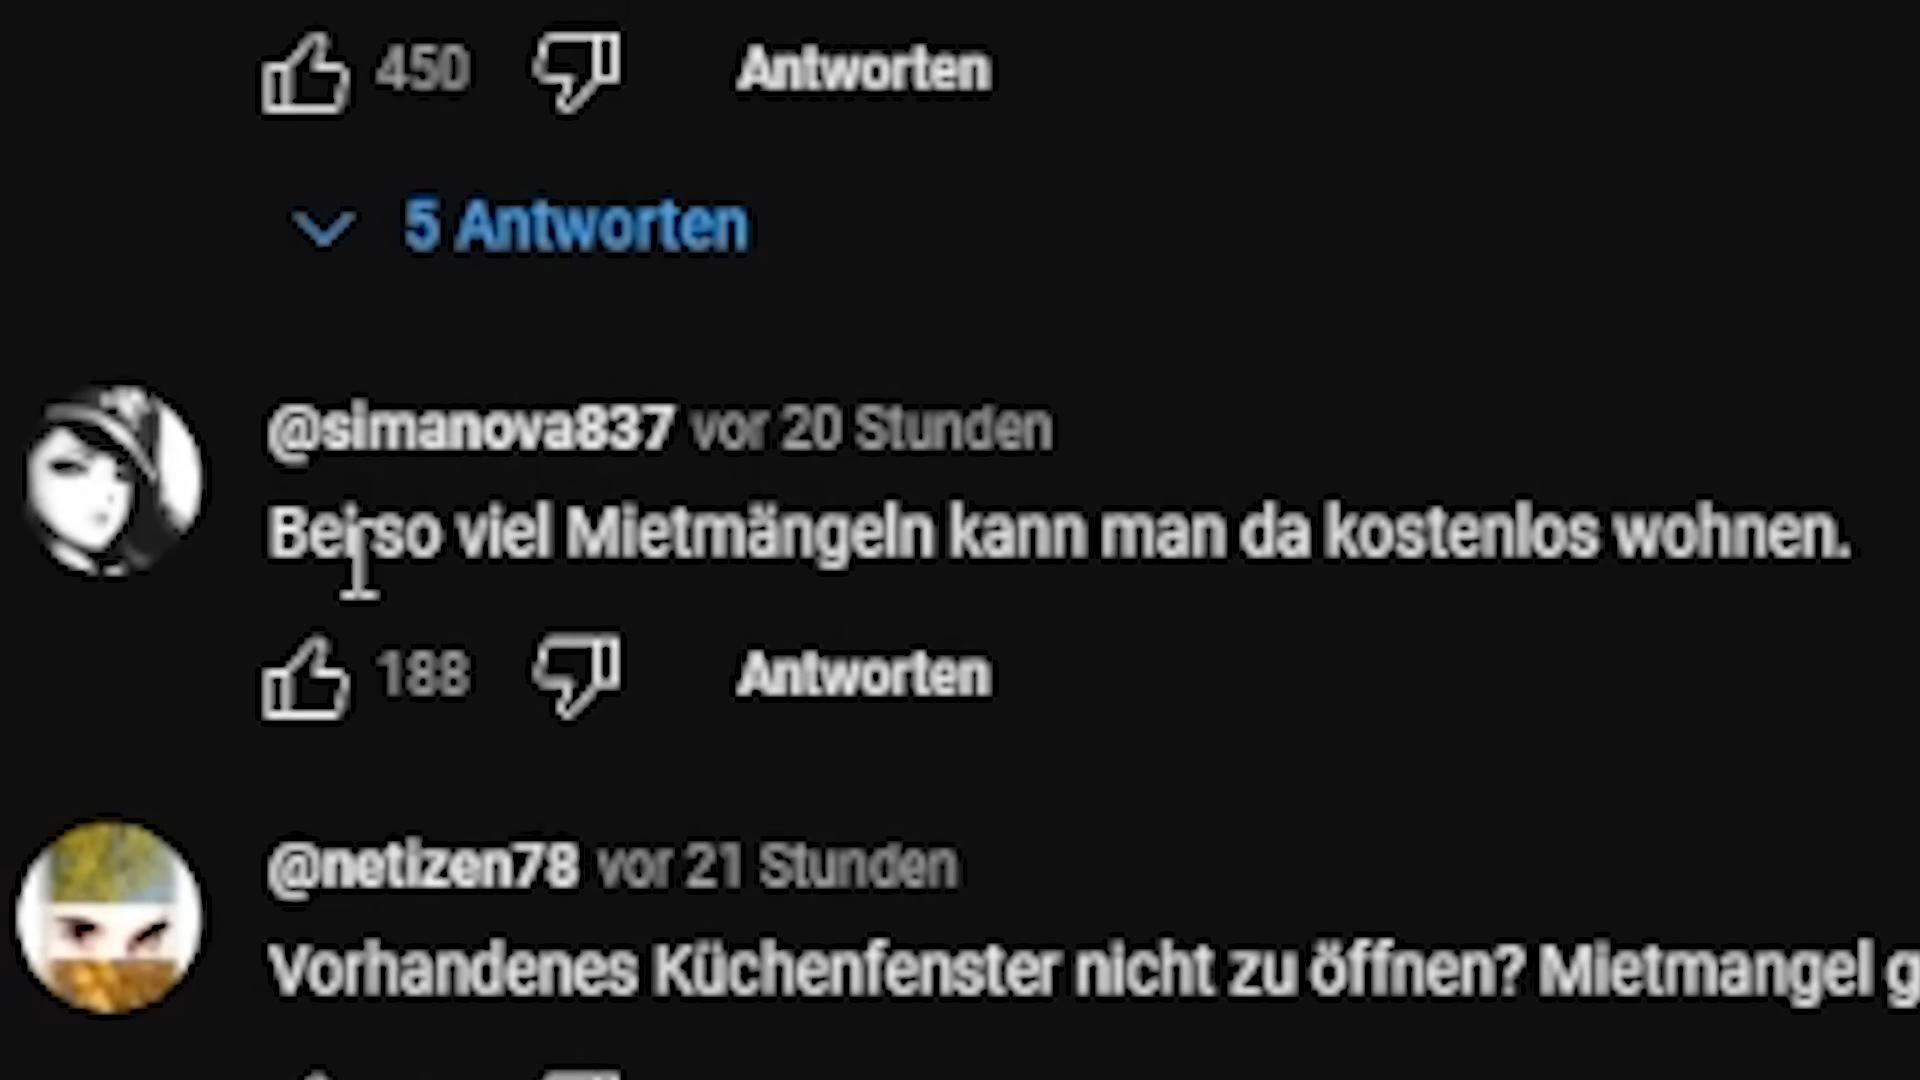 450 Antworten
5 Antworten
@simanova837 vor 20 Stunden
Bei so viel Mietmängeln kann man da kostenlos wohnen.
188 Antworten
@netizen78 vor 21 Stunden
Vorhandenes Küchenfenster nicht zu öffnen? Mietmangel g